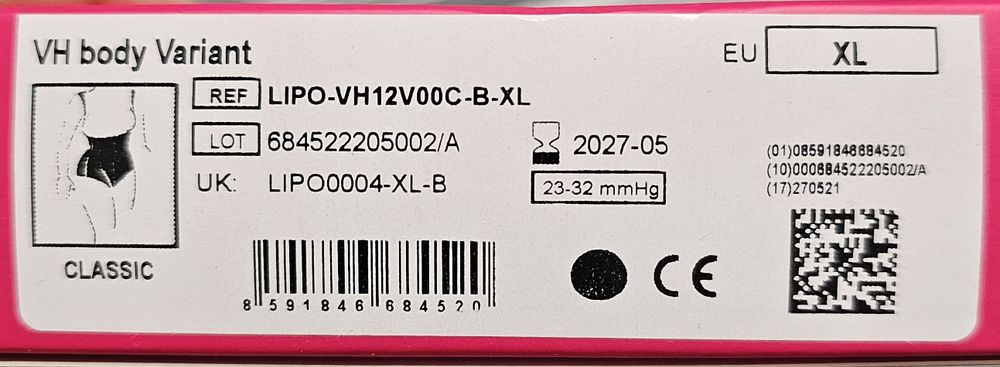 VH body Variant
EU XL
REF LIPO-VH12V00C-B-XL
LOT 684522205002/A
2027-05
UK: LIPO0004-XL-B
23-32 mmHg
(01)08591846684520
(10)000684522205002/A
(17)270521
CLASSIC
8 591846 684520
CE